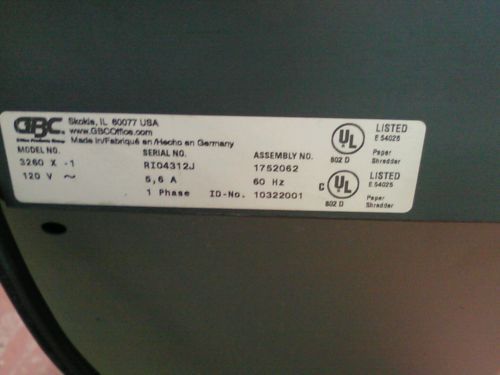 GBC
Office Products Group
Skokie, IL 60077 USA
www.GBCOffice.com
Made in/Fabriqué en/Hecho en Germany
MODEL NO. SERIAL NO. ASSEMBLY NO.
3260 X -1 RI04312J 1752062
120 V ~ 5,6 A 60 Hz
1 Phase ID-No. 10322001
UL
802 D
LISTED
E 54025
Paper
Shredder
C UL
802 D
LISTED
E 54025
Paper
Shredder